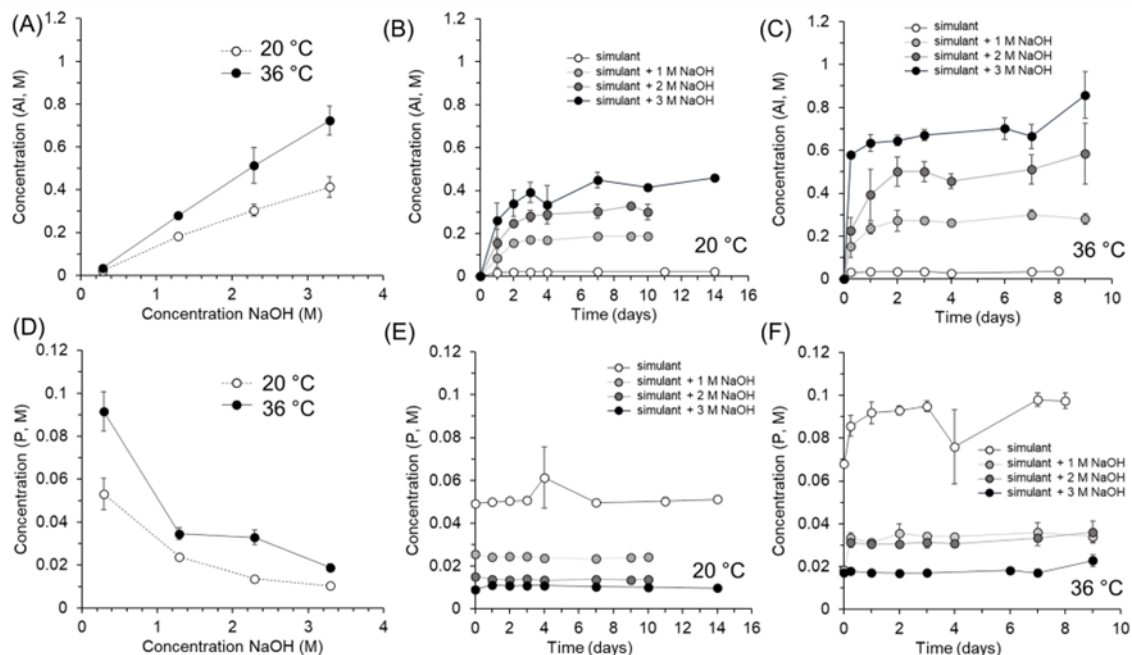 (A)
1.2
1
0.8
0.6
0.4
0.2
0
0 1 2 3 4
Concentration (Al, M)
Concentration NaOH (M)
20 °C
36 °C
(B)
1.2
1
0.8
0.6
0.4
0.2
0
0 2 4 6 8 10 12 14 16
Concentration (Al, M)
Time (days)
simulant
simulant + 1 M NaOH
simulant + 2 M NaOH
simulant + 3 M NaOH
20 °C
(C)
1.2
1
0.8
0.6
0.4
0.2
0
0 2 4 6 8 10
Concentration (Al, M)
Time (days)
simulant
simulant + 1 M NaOH
simulant + 2 M NaOH
simulant + 3 M NaOH
36 °C
(D)
0.12
0.1
0.08
0.06
0.04
0.02
0
0 1 2 3 4
Concentration (P, M)
Concentration NaOH (M)
20 °C
36 °C
(E)
0.12
0.1
0.08
0.06
0.04
0.02
0
0 2 4 6 8 10 12 14 16
Concentration (P, M)
Time (days)
simulant
simulant + 1 M NaOH
simulant + 2 M NaOH
simulant + 3 M NaOH
20 °C
(F)
0.12
0.1
0.08
0.06
0.04
0.02
0
0 2 4 6 8 10
Concentration (P, M)
Time (days)
simulant
simulant + 1 M NaOH
simulant + 2 M NaOH
simulant + 3 M NaOH
36 °C